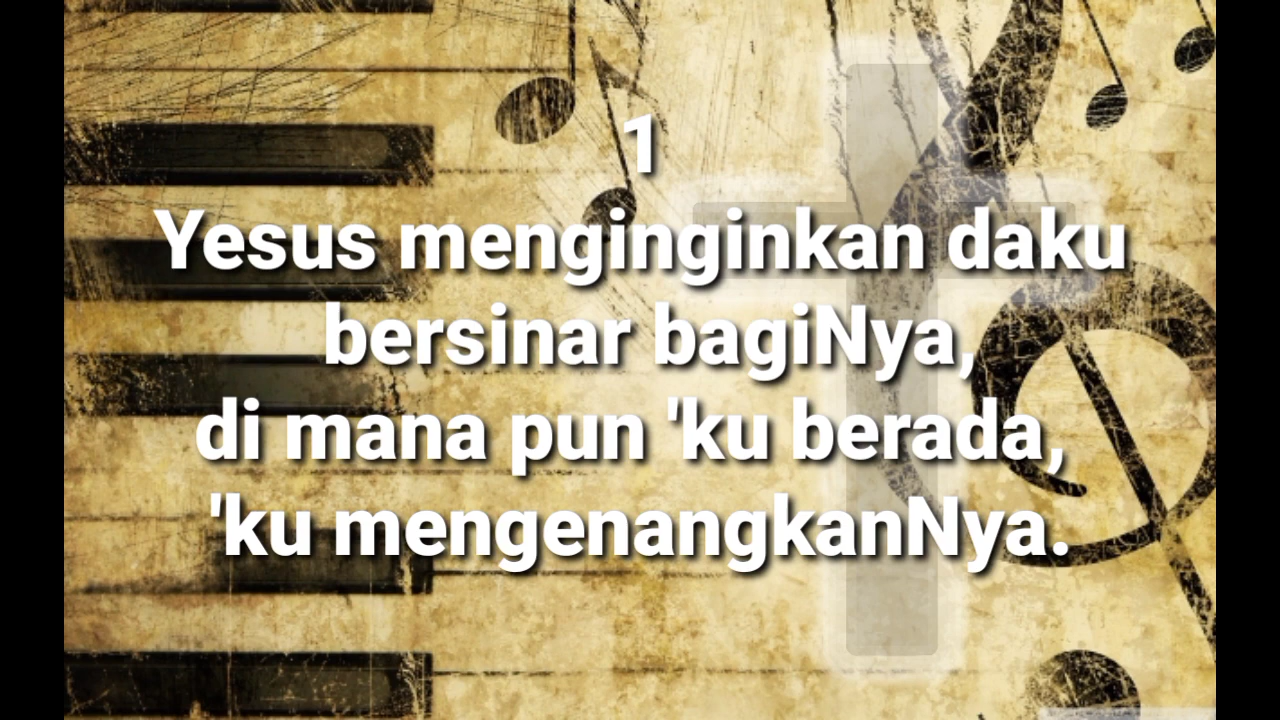 1
Yesus menginginkan daku
bersinar bagiNya,
di mana pun 'ku berada,
'ku mengenangkanNya.